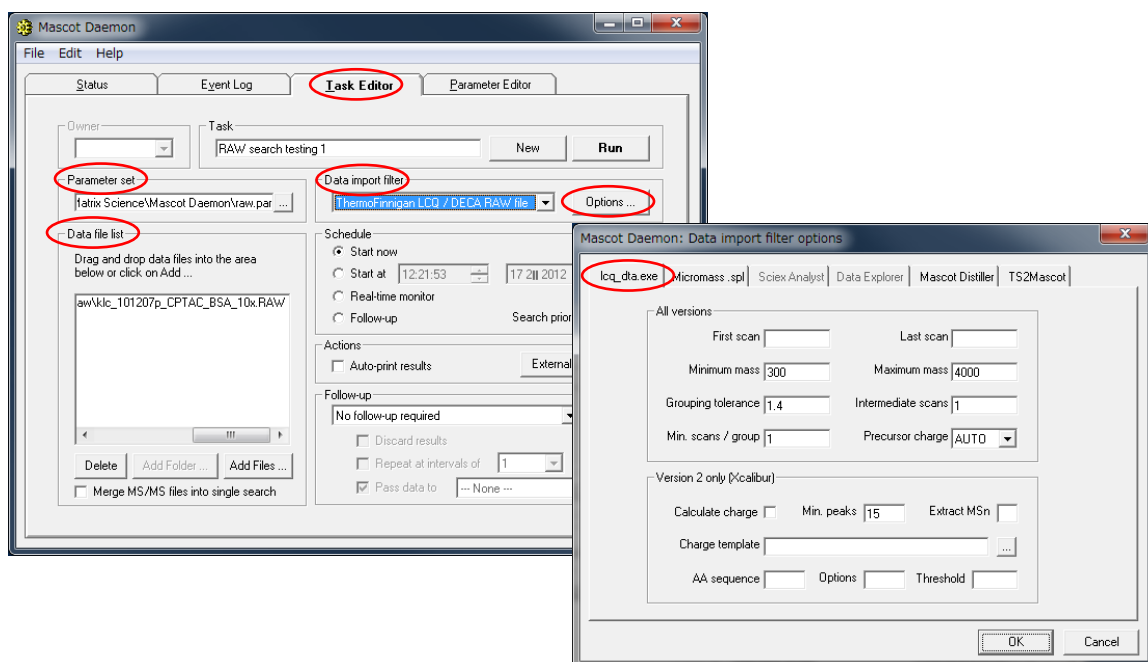 Mascot Daemon
File Edit Help
Status Event Log Task Editor Parameter Editor
Owner
Task
RAW search testing 1
New
Run
Parameter set
Matrix Science\Mascot Daemon\raw.par ...
Data import filter
ThermoFinnigan LCQ / DECA RAW file
Options ...
Data file list
Drag and drop data files into the area
below or click on Add ...
aw\klc_101207p_CPTAC_BSA_10x.RAW
Delete Add Folder ... Add Files ...
Merge MS/MS files into single search
Schedule
Start now
Start at 12:21:53 17 2月 2012
Real-time monitor
Follow-up Search prior
Actions
Auto-print results External
Follow-up
No follow-up required
Discard results
Repeat at intervals of 1
Pass data to --- None ---
Mascot Daemon: Data import filter options
lcq_dta.exe Micromass .spl Sciex Analyst Data Explorer Mascot Distiller TS2Mascot
All versions
First scan Last scan
Minimum mass 300 Maximum mass 4000
Grouping tolerance 1.4 Intermediate scans 1
Min. scans / group 1 Precursor charge AUTO
Version 2 only (Xcalibur)
Calculate charge Min. peaks 15 Extract MSn
Charge template ...
AA sequence Options Threshold
OK Cancel